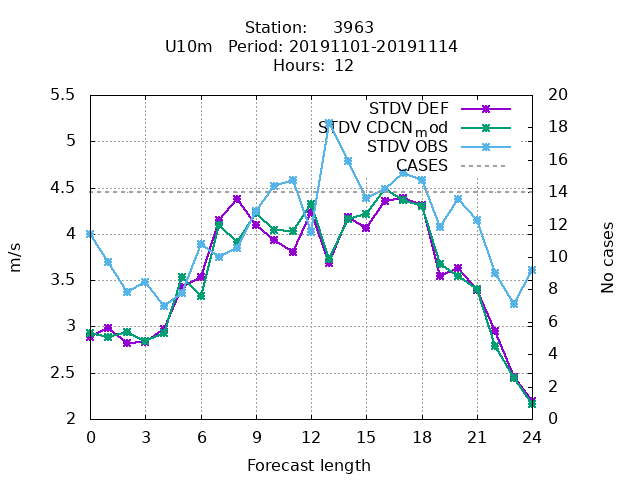 Station:     3963
U10m   Period: 20191101-20191114
Hours: 12
STDV DEF
STDV CDCNmod
STDV OBS
CASES
5.5
5
4.5
4
3.5
3
2.5
2
m/s
20
18
16
14
12
10
8
6
4
2
0
No cases
0 3 6 9 12 15 18 21 24
Forecast length